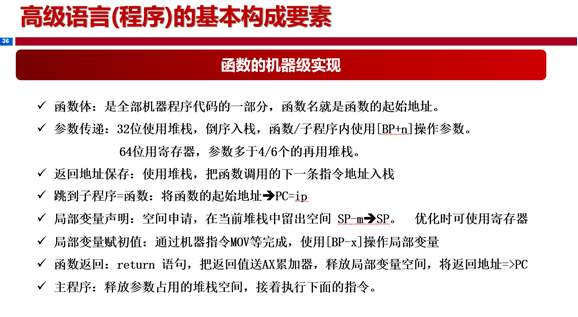 高级语言(程序)的基本构成要素
36
函数的机器级实现
✓ 函数体：是全部机器程序代码的一部分，函数名就是函数的起始地址。
✓ 参数传递：32位使用堆栈，倒序入栈，函数/子程序内使用[BP+n]操作参数。
64位用寄存器，参数多于4/6个的再用堆栈。
✓ 返回地址保存：使用堆栈，把函数调用的下一条指令地址入栈
✓ 跳到子程序=函数：将函数的起始地址➔PC=ip
✓ 局部变量声明：空间申请，在当前堆栈中留出空间 SP-m➔SP。 优化时可使用寄存器
✓ 局部变量赋初值：通过机器指令MOV等完成，使用[BP-x]操作局部变量
✓ 函数返回：return 语句，把返回值送AX累加器，释放局部变量空间，将返回地址=>PC
✓ 主程序：释放参数占用的堆栈空间，接着执行下面的指令。